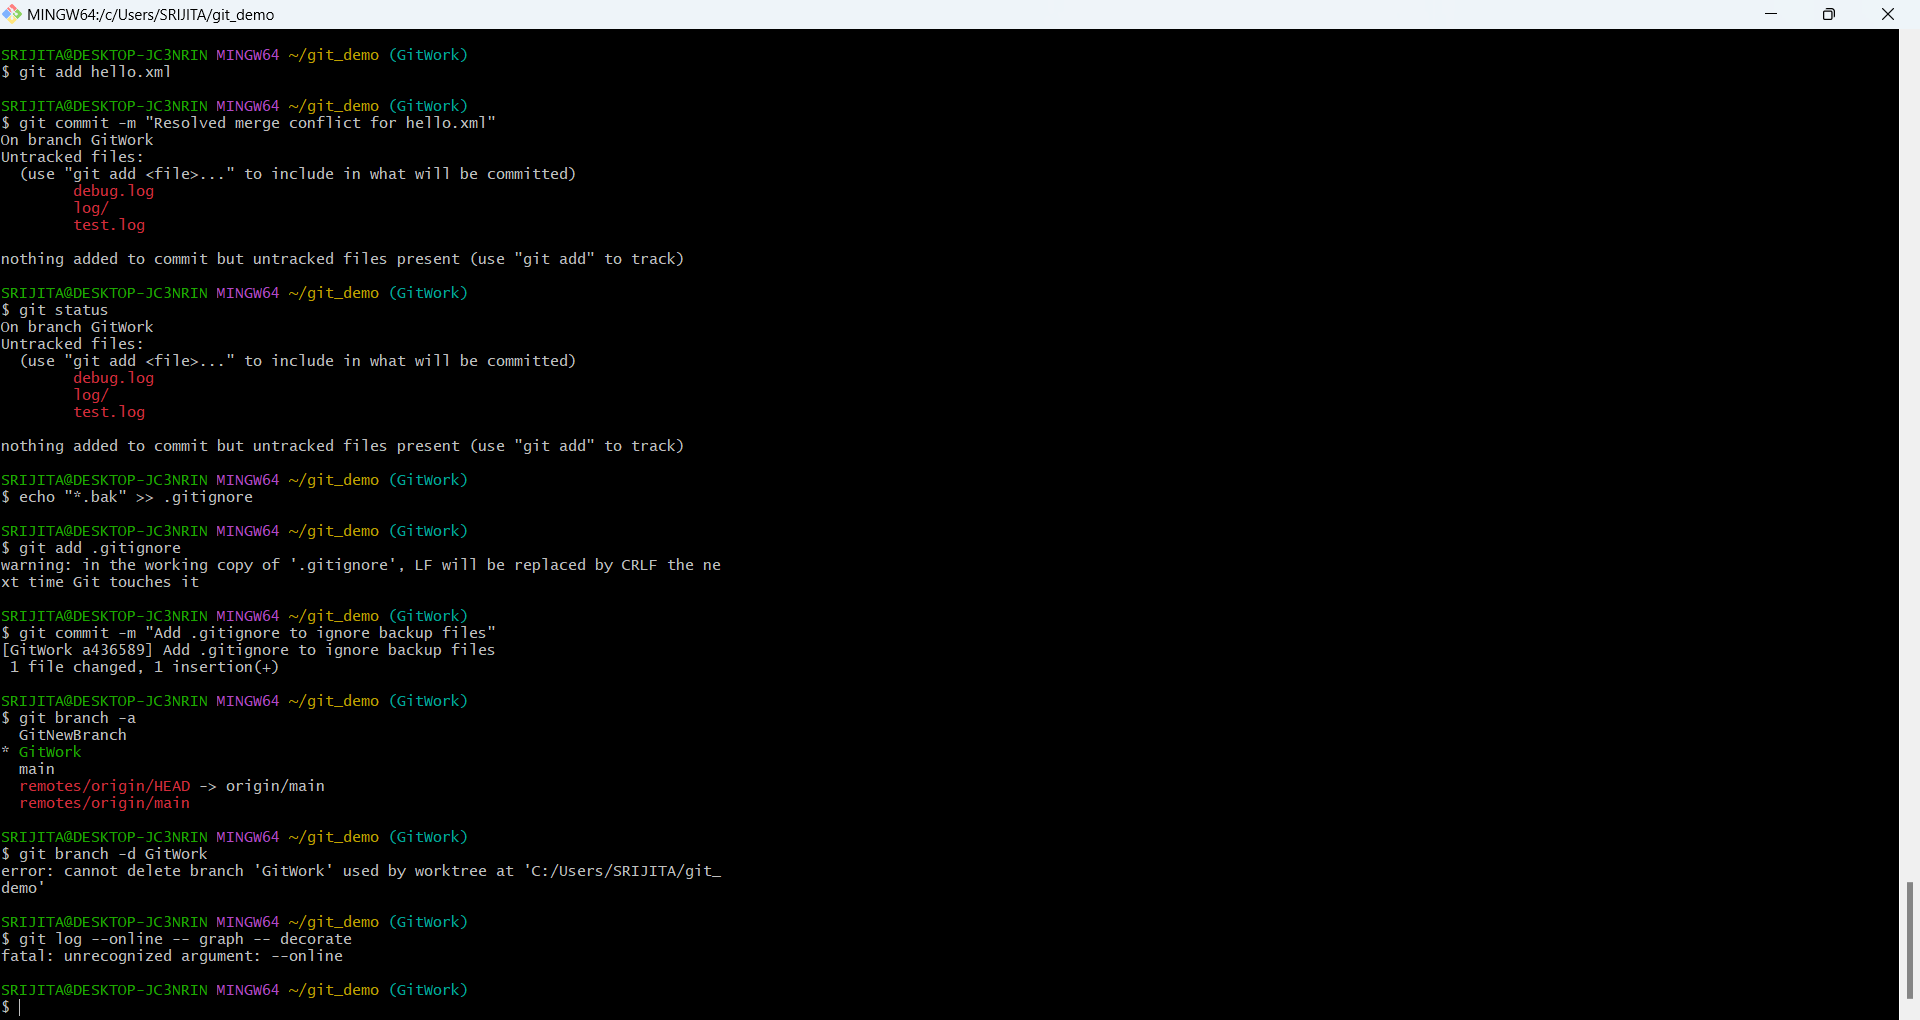 MINGW64:/c/Users/SRIJITA/git_demo
SRIJITA@DESKTOP-JC3NRIN MINGW64 ~/git_demo (GitWork)
$ git add hello.xml
SRIJITA@DESKTOP-JC3NRIN MINGW64 ~/git_demo (GitWork)
$ git commit -m "Resolved merge conflict for hello.xml"
On branch GitWork
Untracked files:
  (use "git add <file>..." to include in what will be committed)
        debug.log
        log/
        test.log
nothing added to commit but untracked files present (use "git add" to track)
SRIJITA@DESKTOP-JC3NRIN MINGW64 ~/git_demo (GitWork)
$ git status
On branch GitWork
Untracked files:
  (use "git add <file>..." to include in what will be committed)
        debug.log
        log/
        test.log
nothing added to commit but untracked files present (use "git add" to track)
SRIJITA@DESKTOP-JC3NRIN MINGW64 ~/git_demo (GitWork)
$ echo "*.bak" >> .gitignore
SRIJITA@DESKTOP-JC3NRIN MINGW64 ~/git_demo (GitWork)
$ git add .gitignore
warning: in the working copy of '.gitignore', LF will be replaced by CRLF the ne
xt time Git touches it
SRIJITA@DESKTOP-JC3NRIN MINGW64 ~/git_demo (GitWork)
$ git commit -m "Add .gitignore to ignore backup files"
[GitWork a436589] Add .gitignore to ignore backup files
 1 file changed, 1 insertion(+)
SRIJITA@DESKTOP-JC3NRIN MINGW64 ~/git_demo (GitWork)
$ git branch -a
  GitNewBranch
* GitWork
  main
  remotes/origin/HEAD -> origin/main
  remotes/origin/main
SRIJITA@DESKTOP-JC3NRIN MINGW64 ~/git_demo (GitWork)
$ git branch -d GitWork
error: cannot delete branch 'GitWork' used by worktree at 'C:/Users/SRIJITA/git_
demo'
SRIJITA@DESKTOP-JC3NRIN MINGW64 ~/git_demo (GitWork)
$ git log --online -- graph -- decorate
fatal: unrecognized argument: --online
SRIJITA@DESKTOP-JC3NRIN MINGW64 ~/git_demo (GitWork)
$